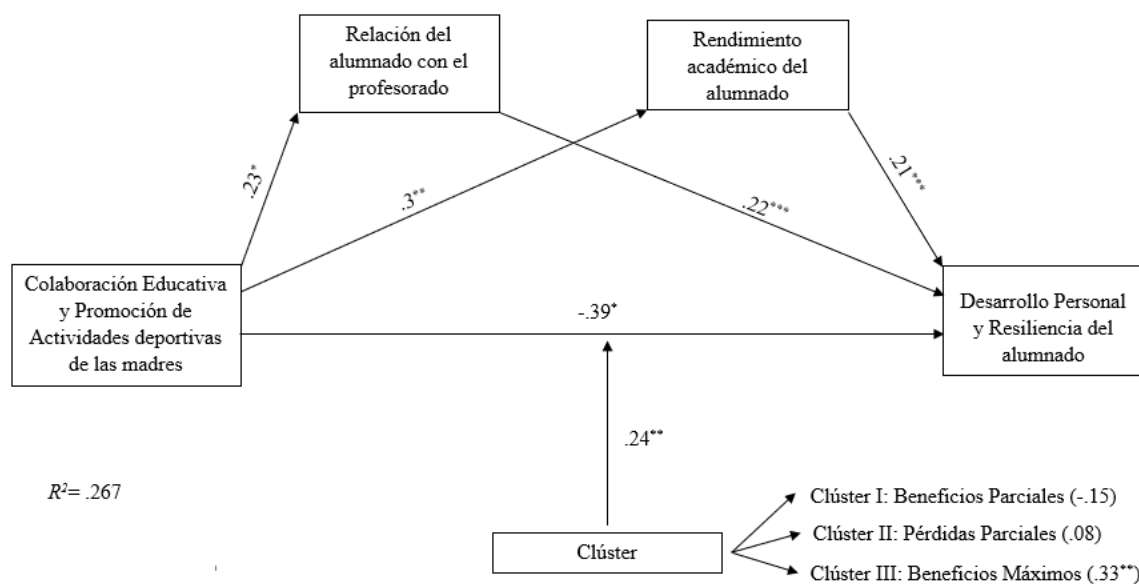 Relación del
alumnado con el
profesorado
Rendimiento
académico del
alumnado
.23*
.3**
.22***
.21***
Colaboración Educativa
y Promoción de
Actividades deportivas
de las madres
-.39*
Desarrollo Personal
y Resiliencia del
alumnado
.24**
R²= .267
Clúster
Clúster I: Beneficios Parciales (-.15)
Clúster II: Pérdidas Parciales (.08)
Clúster III: Beneficios Máximos (.33**)